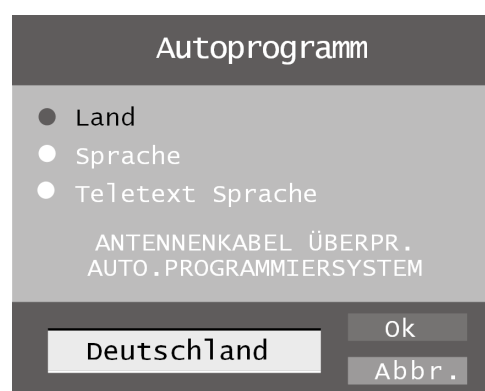 Autoprogramm
Land
Sprache
Teletext Sprache
ANTENNENKABEL ÜBERPR.
AUTO.PROGRAMMIERSYSTEM
Deutschland
Ok
Abbr.